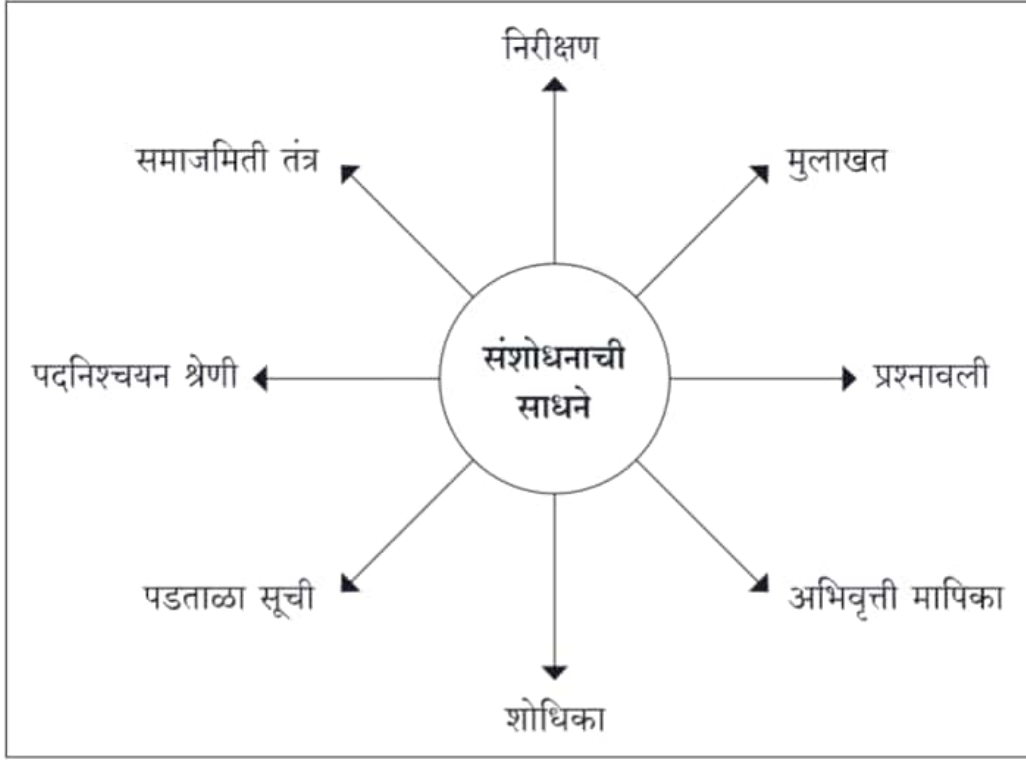 निरीक्षण
समाजमिती तंत्र
मुलाखत
पदनिश्चयन श्रेणी
संशोधनाची
साधने
प्रश्नावली
पडताळा सूची
अभिवृत्ती मापिका
शोधिका